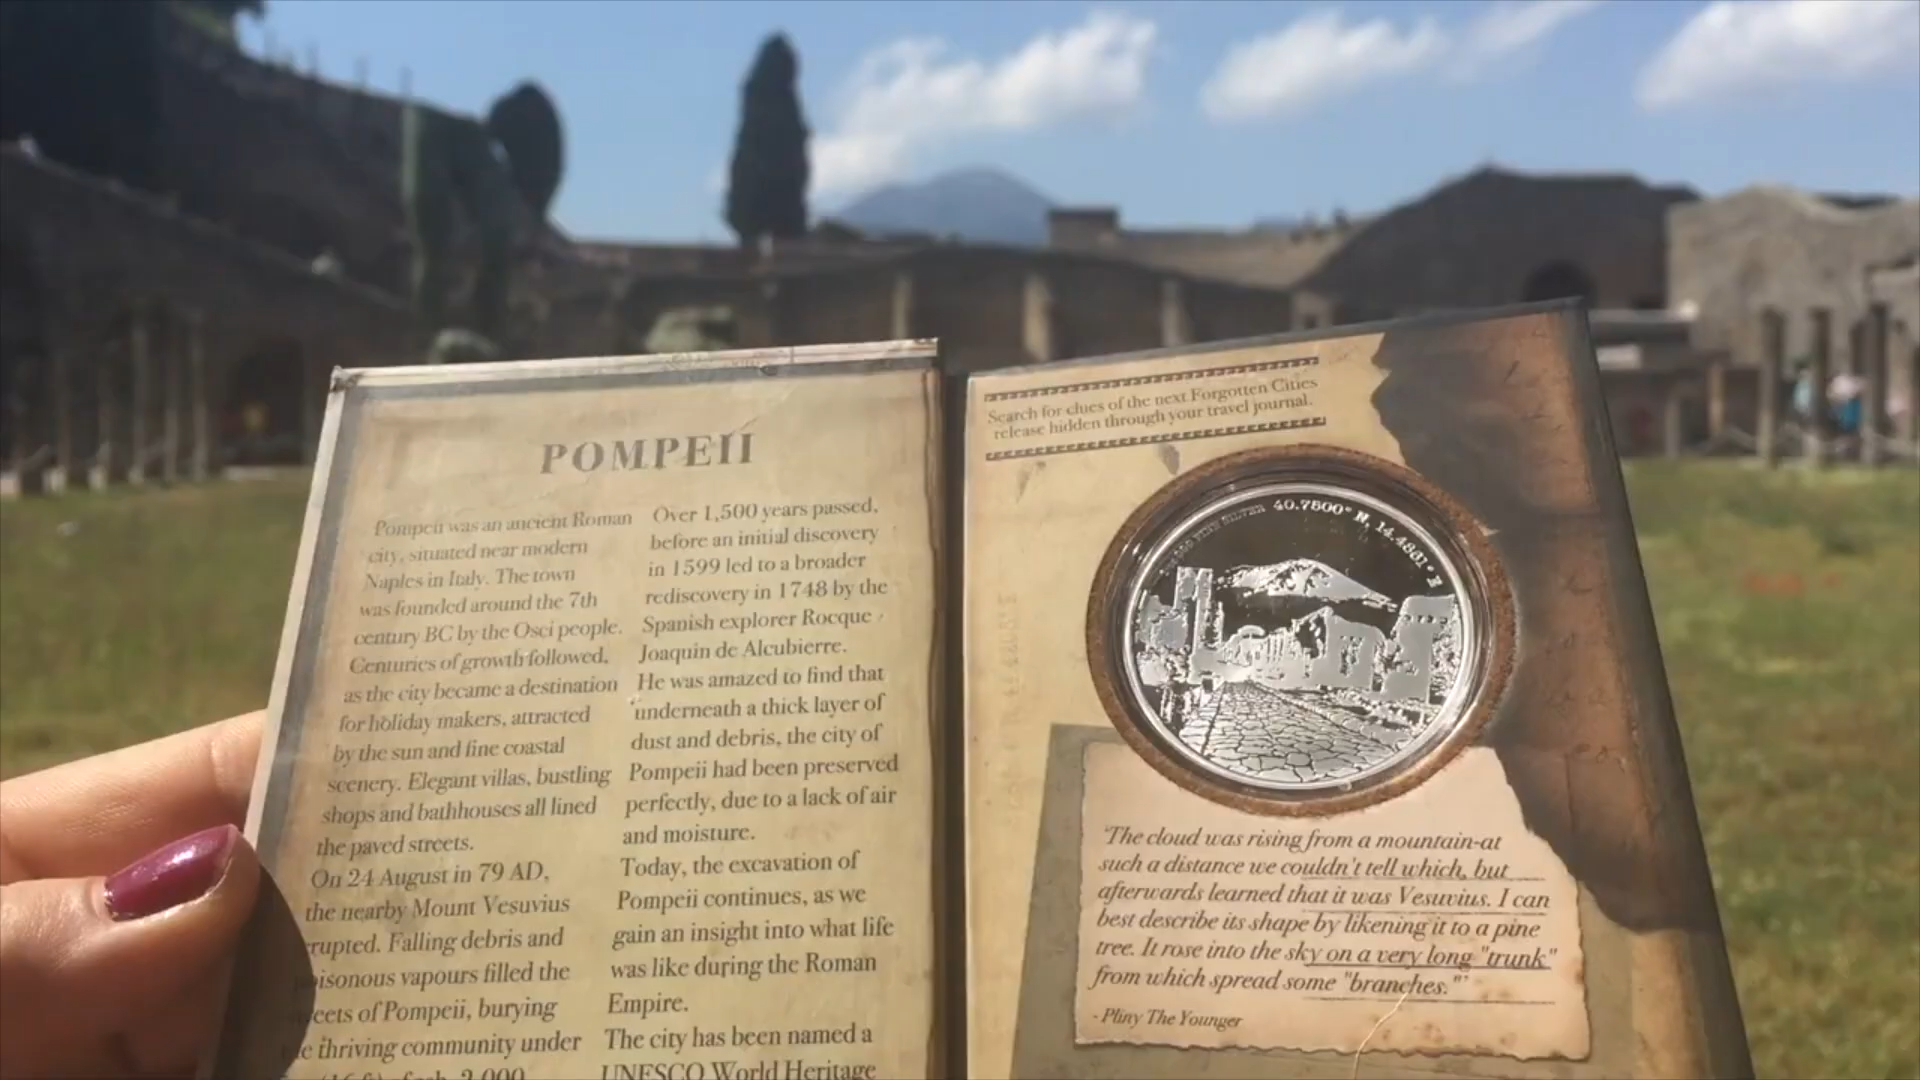 POMPEII
Pompeii was an ancient Roman
city, situated near modern
Naples in Italy. The town
was founded around the 7th
century BC by the Osci people.
Centuries of growth followed,
as the city became a destination
for holiday makers, attracted
by the sun and fine coastal
scenery. Elegant villas, bustling
shops and bathhouses all lined
the paved streets.
On 24 August in 79 AD,
the nearby Mount Vesuvius
rupted. Falling debris and
oisonous vapours filled the
eets of Pompeii, burying
e thriving community under
Over 1,500 years passed,
before an initial discovery
in 1599 led to a broader
rediscovery in 1748 by the
Spanish explorer Rocque
Joaquin de Alcubierre.
He was amazed to find that
underneath a thick layer of
dust and debris, the city of
Pompeii had been preserved
perfectly, due to a lack of air
and moisture.
Today, the excavation of
Pompeii continues, as we
gain an insight into what life
was like during the Roman
Empire.
The city has been named a
UNESCO World Heritage
Search for clues of the next Forgotten Cities
release hidden through your travel journal.
FINE SILVER 40.7500° N, 14.4861° E
'The cloud was rising from a mountain-at
such a distance we couldn't tell which, but
afterwards learned that it was Vesuvius. I can
best describe its shape by likening it to a pine
tree. It rose into the sky on a very long "trunk"
from which spread some "branches."'
- Pliny The Younger